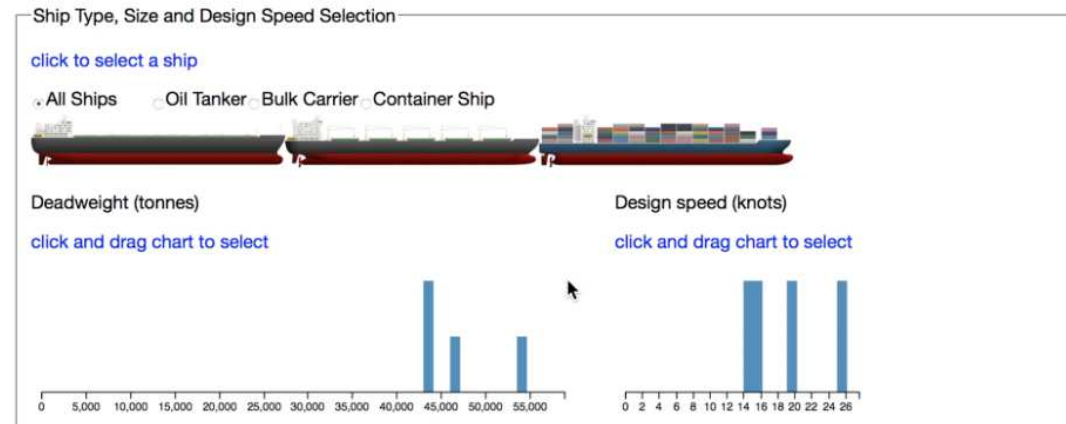 Ship Type, Size and Design Speed Selection
click to select a ship
All Ships Oil Tanker Bulk Carrier Container Ship
Deadweight (tonnes)
click and drag chart to select
0 5,000 10,000 15,000 20,000 25,000 30,000 35,000 40,000 45,000 50,000 55,000
Design speed (knots)
click and drag chart to select
0 2 4 6 8 10 12 14 16 18 20 22 24 26